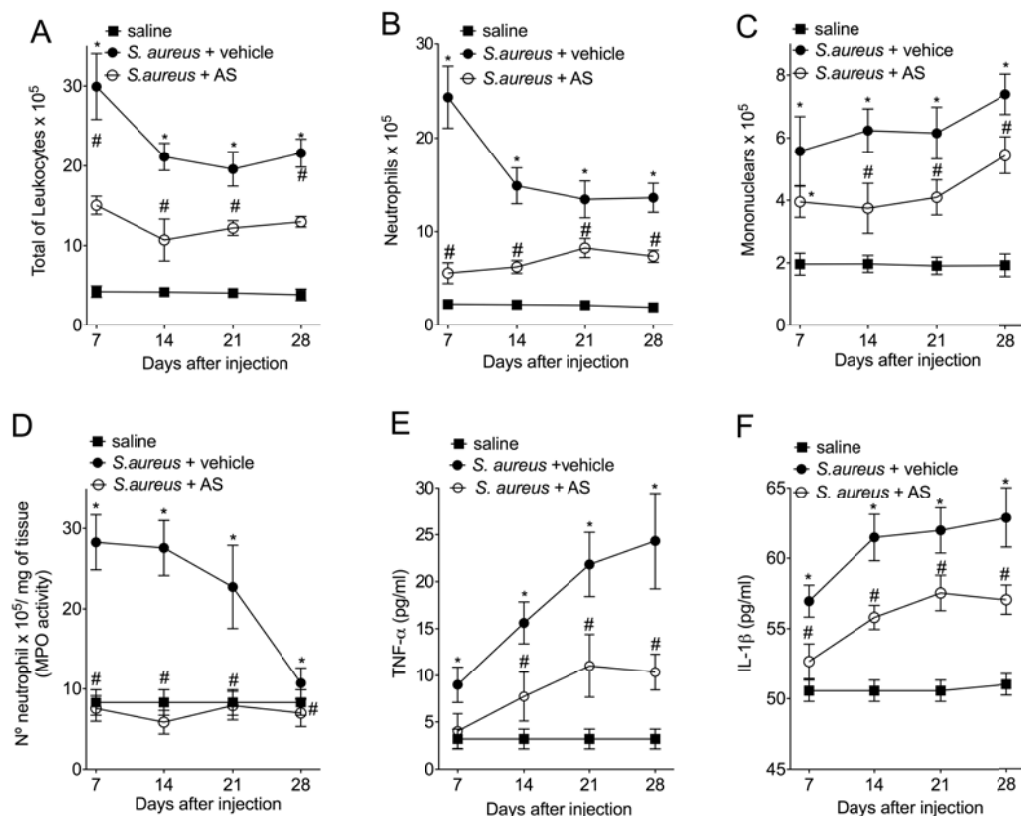 A
saline
S. aureus + vehicle
S.aureus + AS
Total of Leukocytes x 10⁵
40
30
20
10
0
* * * *
# # # #
7 14 21 28
Days after injection
B
saline
S. aureus + vehicle
S.aureus + AS
Neutrophils x 10⁵
30
20
10
0
* * * *
# # # #
7 14 21 28
Days after injection
C
saline
S. aureus + vehice
S.aureus + AS
Mononuclears x 10⁵
10
8
6
4
2
0
* * * *
* # # #
7 14 21 28
Days after injection
D
saline
S.aureus + vehicle
S.aureus + AS
Nº neutrophil x 10⁵/ mg of tissue
(MPO activity)
40
30
20
10
0
* * * *
# # # #
7 14 21 28
Days after injection
E
saline
S. aureus +vehicle
S. aureus + AS
TNF-α (pg/ml)
30
25
20
15
10
5
0
* * * *
# # #
7 14 21 28
Days after injection
F
saline
S.aureus + vehicle
S. aureus + AS
IL-1β (pg/ml)
65
60
55
50
45
* * * *
# # # #
7 14 21 28
Days after injection